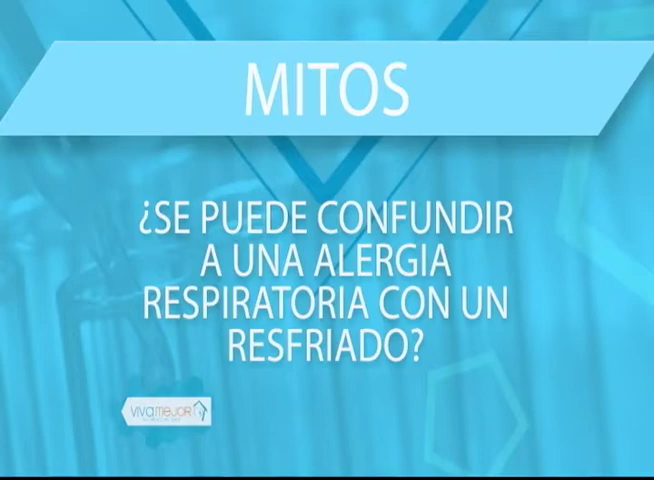 MITOS
¿SE PUEDE CONFUNDIR
A UNA ALERGIA
RESPIRATORIA CON UN
RESFRIADO?
vivamejor